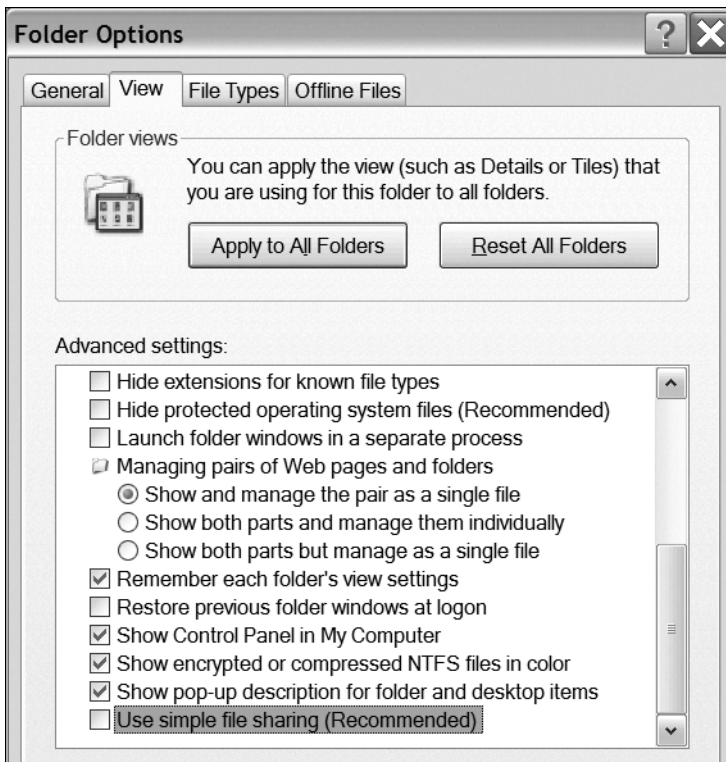 Folder Options
General View File Types Offline Files
Folder views
You can apply the view (such as Details or Tiles) that
you are using for this folder to all folders.
Apply to All Folders Reset All Folders
Advanced settings:
Hide extensions for known file types
Hide protected operating system files (Recommended)
Launch folder windows in a separate process
Managing pairs of Web pages and folders
Show and manage the pair as a single file
Show both parts and manage them individually
Show both parts but manage as a single file
Remember each folder's view settings
Restore previous folder windows at logon
Show Control Panel in My Computer
Show encrypted or compressed NTFS files in color
Show pop-up description for folder and desktop items
Use simple file sharing (Recommended)